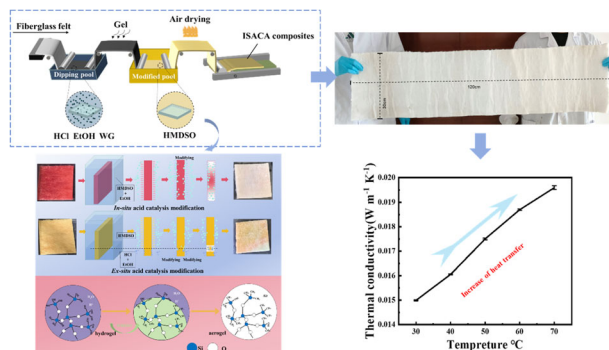 Fiberglass felt
Gel
Air drying
ISACA composites
Dipping pool
Modified pool
HCl EtOH WG
HMDSO
120cm
Modifying
HMDSO
+
EtOH
In-situ acid catalysis modification
HMDSO
HCl
+
EtOH
Modifying
Modifying
Ex-situ acid catalysis modification
hydrogel
aerogel
Si
O
Thermal conductivity(W m⁻¹ K⁻¹)
0.020
0.019
0.018
0.017
0.016
0.015
0.014
Increase of heat transfer
30
40
50
60
70
Tempreture °C